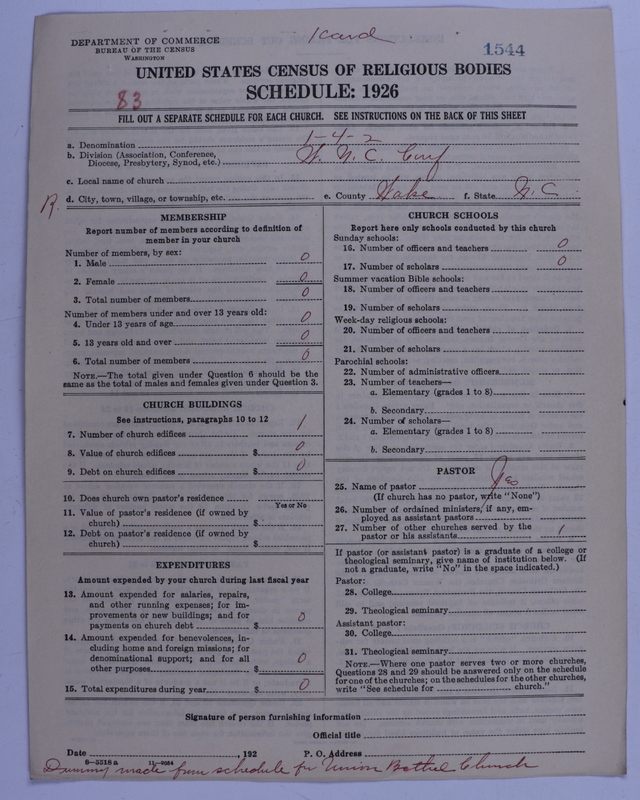 DEPARTMENT OF COMMERCE
BUREAU OF THE CENSUS
WASHINGTON
1 card
1544
UNITED STATES CENSUS OF RELIGIOUS BODIES
SCHEDULE: 1926
83
FILL OUT A SEPARATE SCHEDULE FOR EACH CHURCH. SEE INSTRUCTIONS ON THE BACK OF THIS SHEET
a. Denomination 1-4-2
b. Division (Association, Conference,
Diocese, Presbytery, Synod, etc.) W. N. C. Conf
c. Local name of church
R. d. City, town, village, or township, etc. e. County Wake f. State N.C.
MEMBERSHIP
Report number of members according to definition of
member in your church
Number of members, by sex:
1. Male 0
2. Female 0
3. Total number of members 0
Number of members under and over 13 years old:
4. Under 13 years of age 0
5. 13 years old and over 0
6. Total number of members 0
NOTE.—The total given under Question 6 should be the
same as the total of males and females given under Question 3.
CHURCH BUILDINGS
See instructions, paragraphs 10 to 12
7. Number of church edifices 1
8. Value of church edifices $ 0
9. Debt on church edifices $ 0
10. Does church own pastor's residence
Yes or No
11. Value of pastor's residence (if owned by
church) $
12. Debt on pastor's residence (if owned by
church) $
EXPENDITURES
Amount expended by your church during last fiscal year
13. Amount expended for salaries, repairs,
and other running expenses; for im-
provements or new buildings; and for
payments on church debt $ 0
14. Amount expended for benevolences, in-
cluding home and foreign missions; for
denominational support; and for all
other purposes $ 0
15. Total expenditures during year $ 0
CHURCH SCHOOLS
Report here only schools conducted by this church
Sunday schools:
16. Number of officers and teachers 0
17. Number of scholars 0
Summer vacation Bible schools:
18. Number of officers and teachers
19. Number of scholars
Week-day religious schools:
20. Number of officers and teachers
21. Number of scholars
Parochial schools:
22. Number of administrative officers
23. Number of teachers—
a. Elementary (grades 1 to 8)
b. Secondary
24. Number of scholars—
a. Elementary (grades 1 to 8)
b. Secondary
PASTOR
25. Name of pastor Yes
(If church has no pastor, write "None")
26. Number of ordained ministers, if any, em-
ployed as assistant pastors
27. Number of other churches served by the
pastor or his assistants 1
If pastor (or assistant pastor) is a graduate of a college or
theological seminary, give name of institution below. (If
not a graduate, write "No" in the space indicated.)
Pastor:
28. College
29. Theological seminary
Assistant pastor:
30. College
31. Theological seminary
NOTE.—Where one pastor serves two or more churches,
Questions 28 and 29 should be answered only on the schedule
for one of the churches; on the schedules for the other churches,
write "See schedule for church."
Signature of person furnishing information
Official title
Date , 192 P. O. Address
8—5518 a 11—9034
Dummy made from schedule for Union Bethel Church